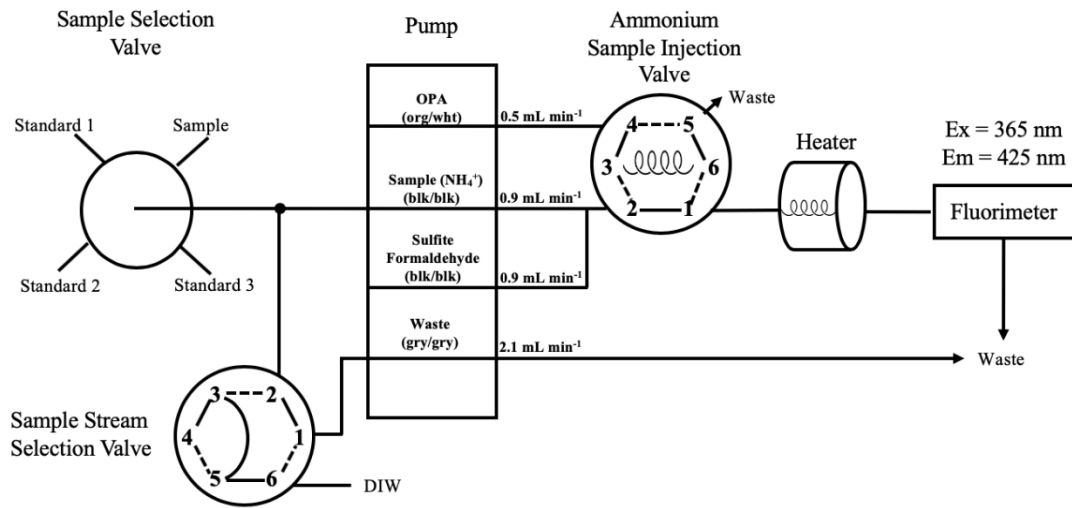 Sample Selection
Valve
Standard 1
Sample
Standard 2
Standard 3
Pump
OPA
(org/wht)
0.5 mL min⁻¹
Sample (NH₄⁺)
(blk/blk)
0.9 mL min⁻¹
Sulfite
Formaldehyde
(blk/blk)
0.9 mL min⁻¹
Waste
(gry/gry)
2.1 mL min⁻¹
Ammonium
Sample Injection
Valve
Waste
4 5
3 6
2 1
Heater
Ex = 365 nm
Em = 425 nm
Fluorimeter
Waste
Sample Stream
Selection Valve
3 2
4 1
5 6
DIW